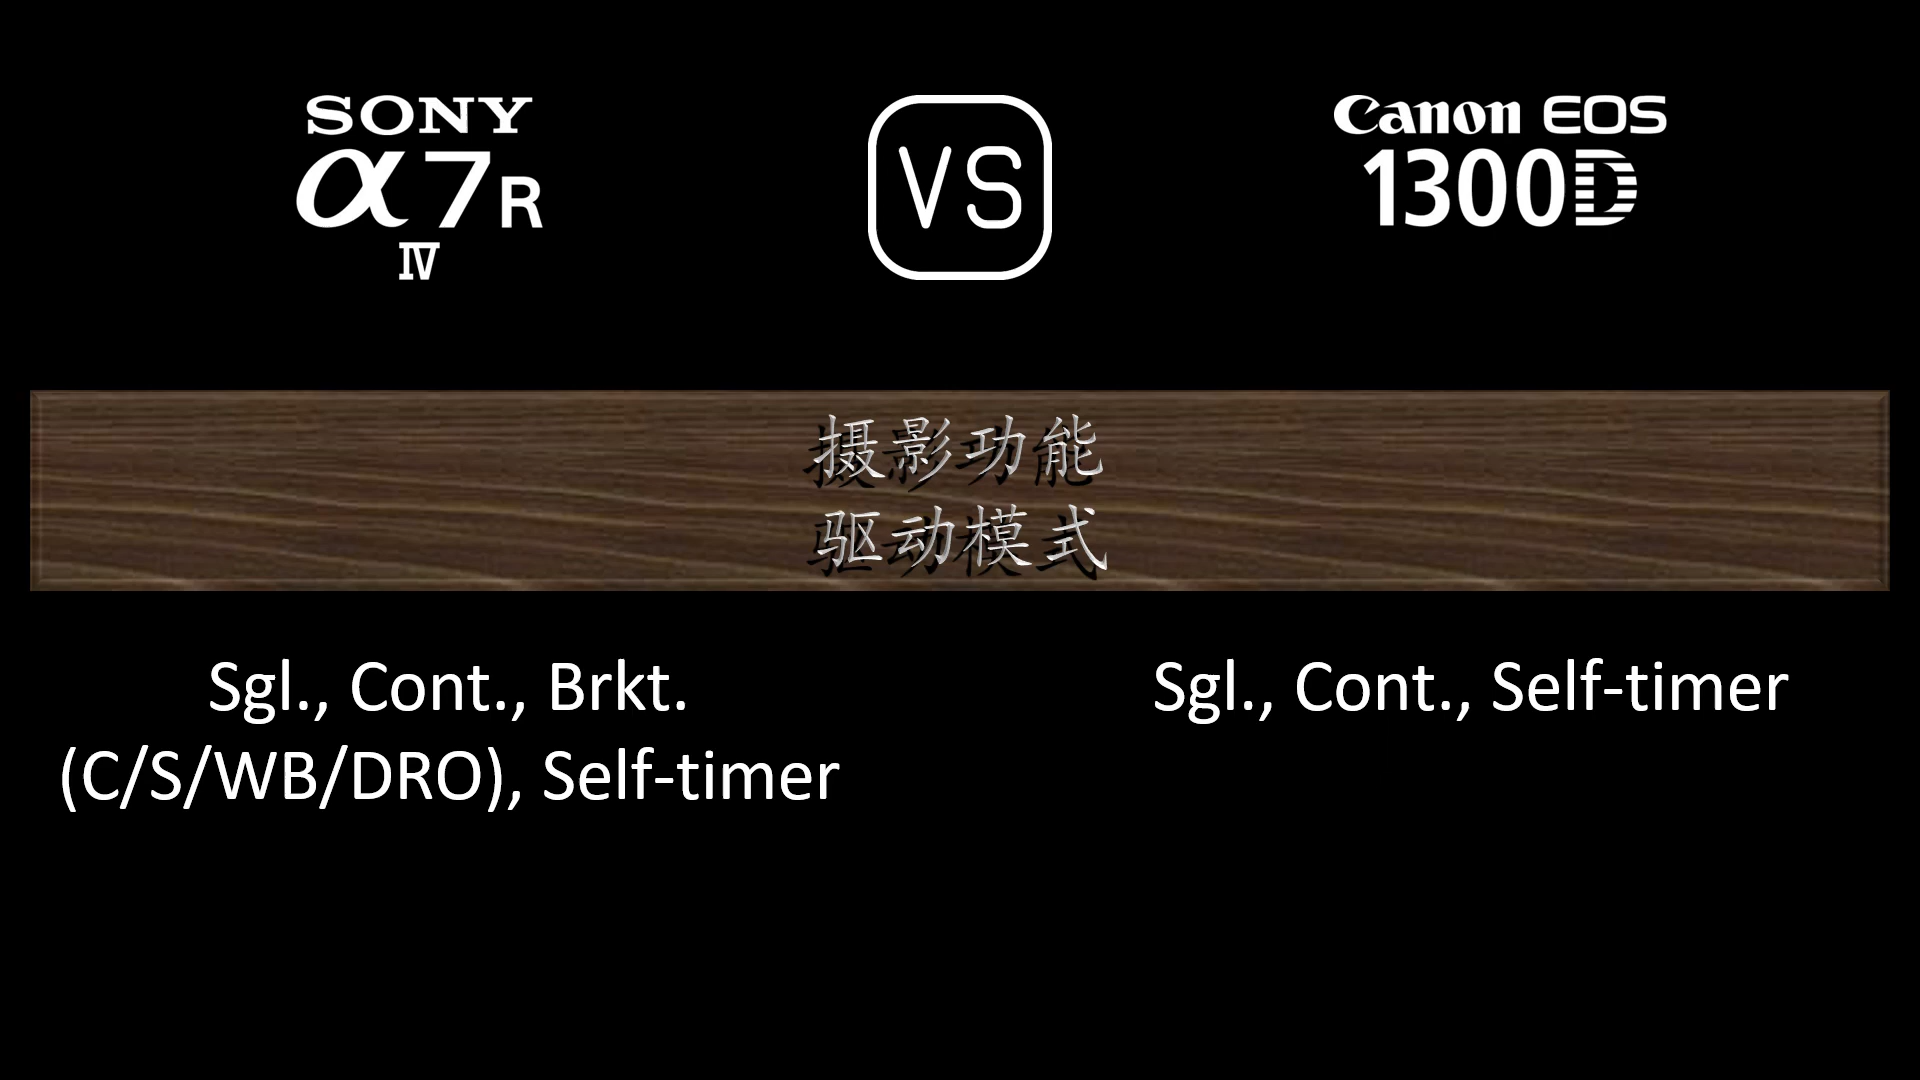 SONY
α7R
IV
VS
Canon EOS
1300D
摄影功能
驱动模式
Sgl., Cont., Brkt.
(C/S/WB/DRO), Self-timer
Sgl., Cont., Self-timer